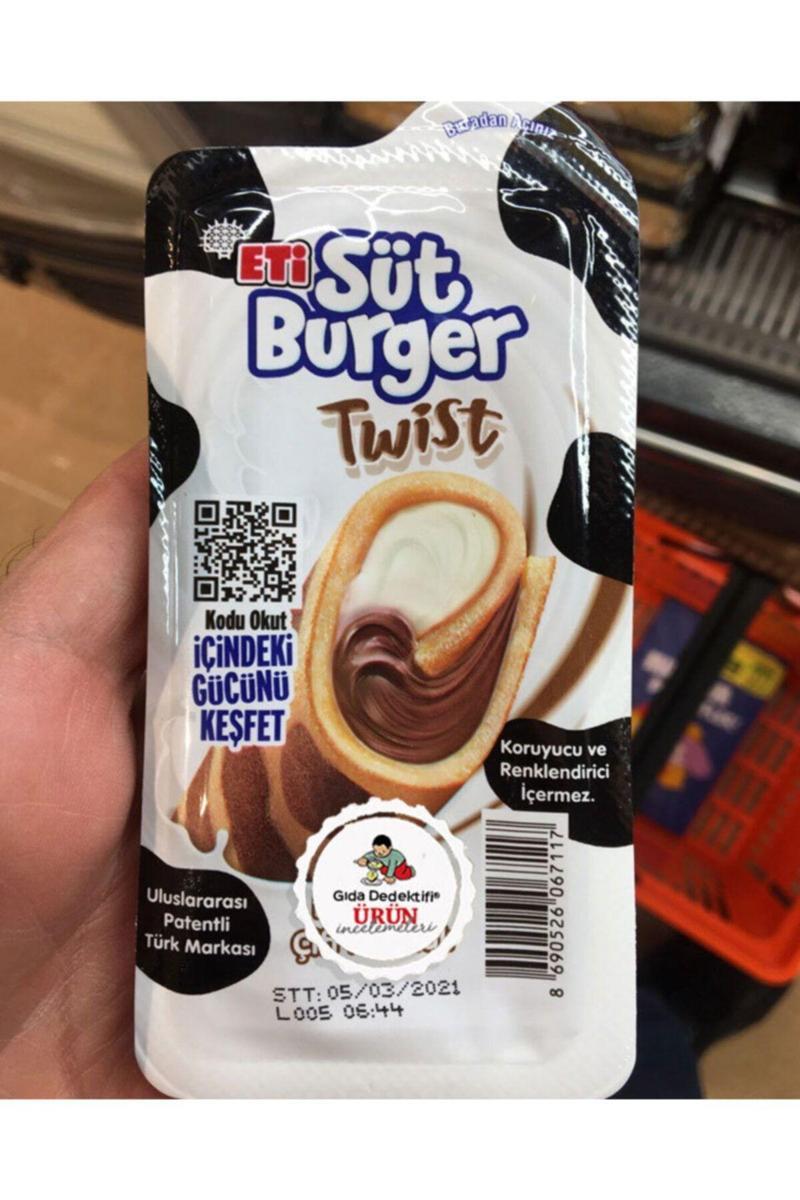 Buradan Açınız
ETİ Süt
Burger
Twist
Kodu Okut
İÇİNDEKİ
GÜCÜNÜ
KEŞFET
Koruyucu ve
Renklendirici
İçermez.
Uluslararası
Patentli
Türk Markası
Gıda Dedektifi®
ÜRÜN
incelemeleri
8 690526 067117
STT: 05/03/2021
L005 06:44